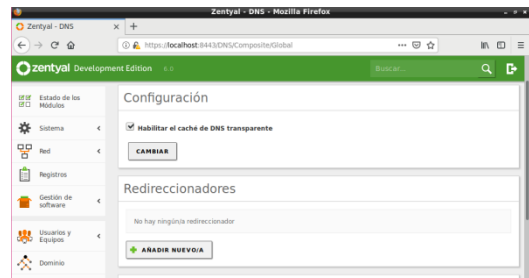 Zentyal - DNS - Mozilla Firefox
Zentyal - DNS
https://localhost:8443/DNS/Composite/Global
zentyal Development Edition 6.0
Buscar...
Estado de los
Módulos
Sistema
Red
Registros
Gestión de
software
Usuarios y
Equipos
Dominio
Configuración
Habilitar el caché de DNS transparente
CAMBIAR
Redireccionadores
No hay ningún/a redireccionador
AÑADIR NUEVO/A